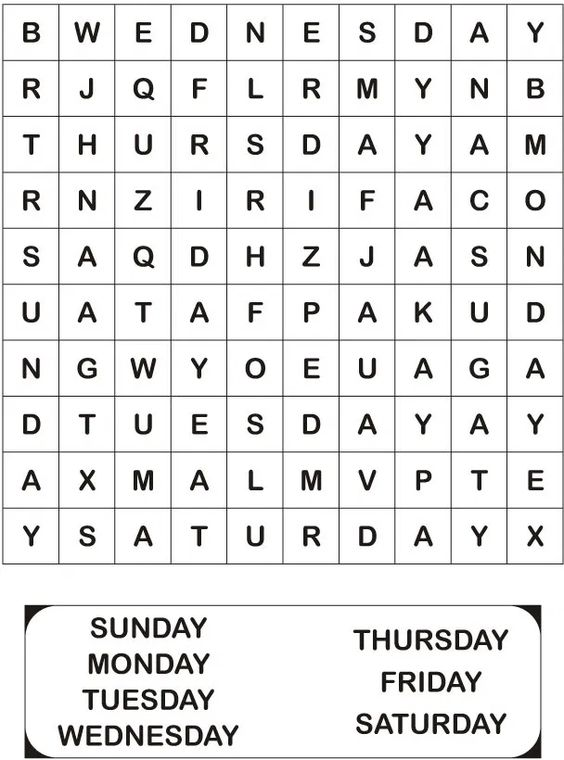 B W E D N E S D A Y
R J Q F L R M Y N B
T H U R S D A Y A M
R N Z I R I F A C O
S A Q D H Z J A S N
U A T A F P A K U D
N G W Y O E U A G A
D T U E S D A Y A Y
A X M A L M V P T E
Y S A T U R D A Y X
SUNDAY
MONDAY
TUESDAY
WEDNESDAY
THURSDAY
FRIDAY
SATURDAY